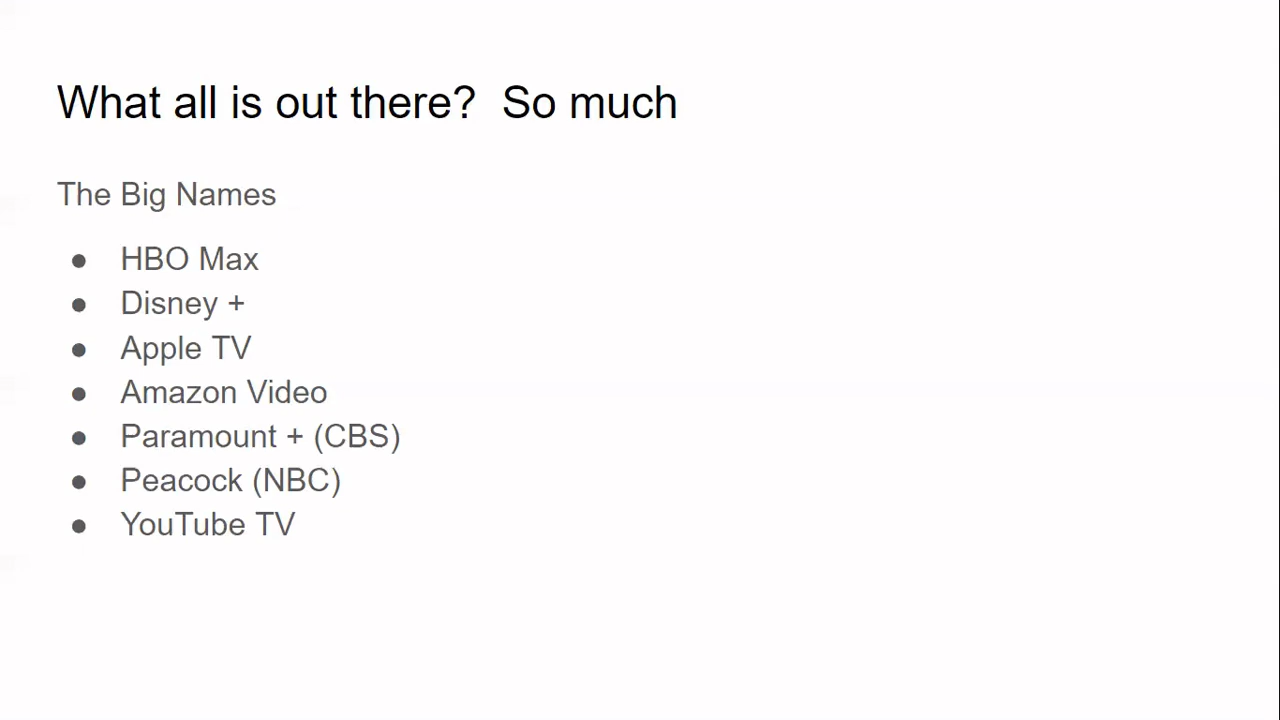 What all is out there?  So much
The Big Names
● HBO Max
● Disney +
● Apple TV
● Amazon Video
● Paramount + (CBS)
● Peacock (NBC)
● YouTube TV